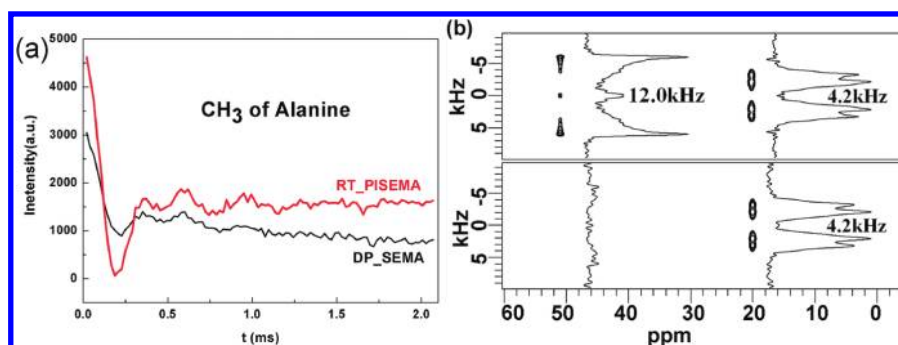 (a)
5000
4000
3000
2000
1000
0
Inetensity(a.u.)
CH3 of Alanine
RT_PISEMA
DP_SEMA
0.0 0.5 1.0 1.5 2.0
t (ms)
(b)
kHz
-5
0
5
12.0kHz
4.2kHz
kHz
-5
0
5
4.2kHz
60 50 40 30 20 10 0
ppm